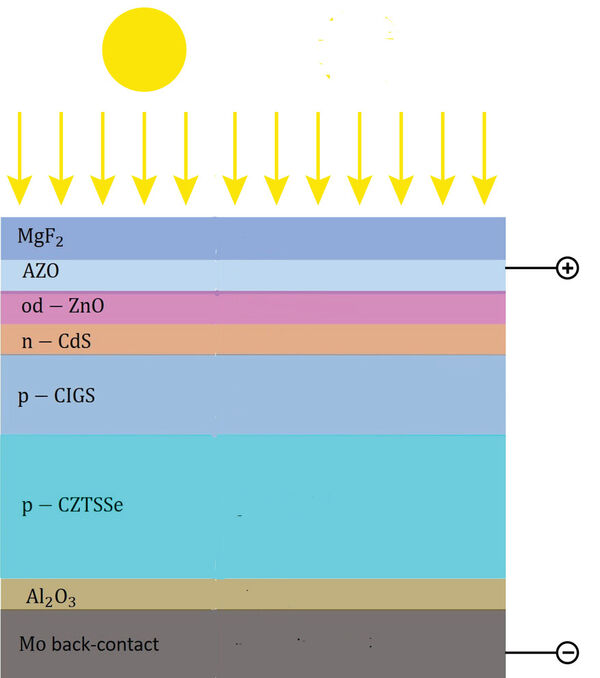 MgF₂
AZO
od − ZnO
n − CdS
p − CIGS
p − CZTSSe
Al₂O₃
Mo back-contact
+
−